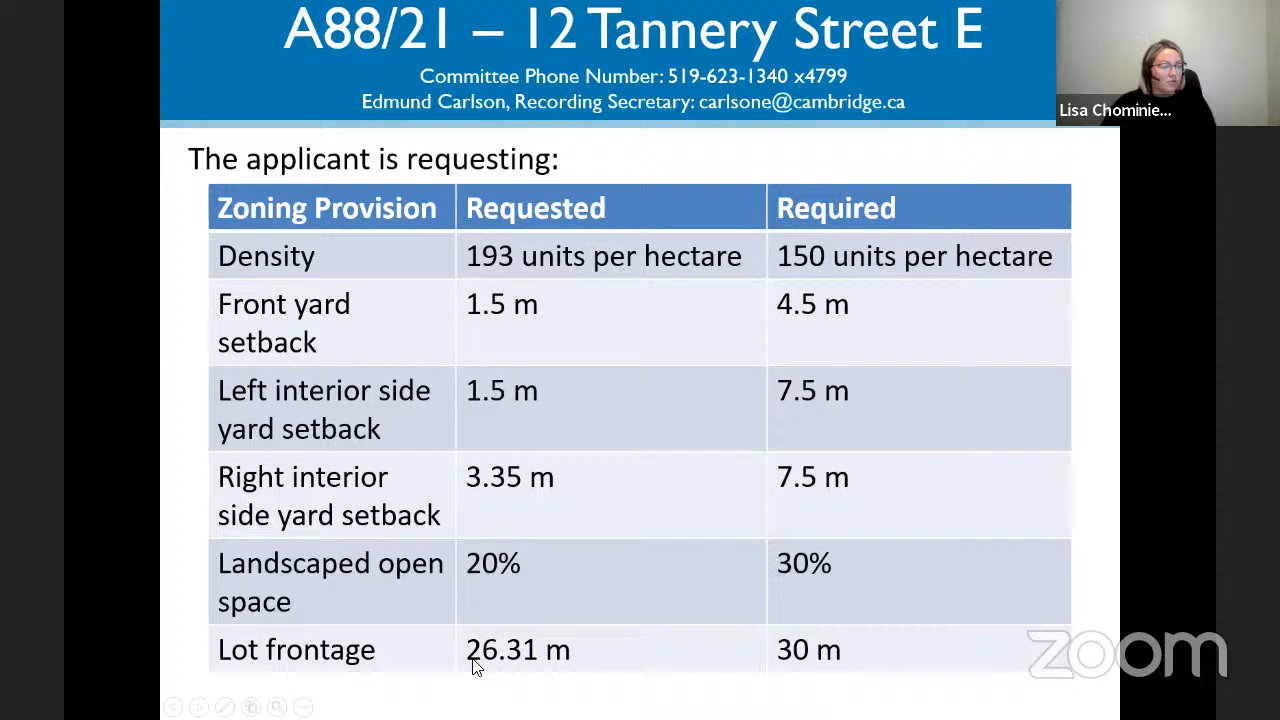 A88/21 – 12 Tannery Street E
Committee Phone Number: 519-623-1340 x4799
Edmund Carlson, Recording Secretary: carlsone@cambridge.ca
Lisa Chominie...
The applicant is requesting:
Zoning Provision Requested Required
Density 193 units per hectare 150 units per hectare
Front yard 1.5 m 4.5 m
setback
Left interior side 1.5 m 7.5 m
yard setback
Right interior 3.35 m 7.5 m
side yard setback
Landscaped open 20% 30%
space
Lot frontage 26.31 m 30 m
zoom